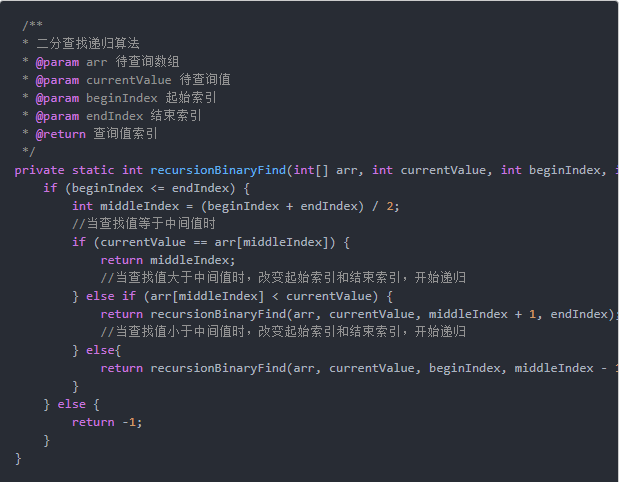 /**
* 二分查找递归算法
* @param arr 待查询数组
* @param currentValue 待查询值
* @param beginIndex 起始索引
* @param endIndex 结束索引
* @return 查询值索引
*/
private static int recursionBinaryFind(int[] arr, int currentValue, int beginIndex,
if (beginIndex <= endIndex) {
int middleIndex = (beginIndex + endIndex) / 2;
//当查找值等于中间值时
if (currentValue == arr[middleIndex]) {
return middleIndex;
//当查找值大于中间值时，改变起始索引和结束索引，开始递归
} else if (arr[middleIndex] < currentValue) {
return recursionBinaryFind(arr, currentValue, middleIndex + 1, endIndex);
//当查找值小于中间值时，改变起始索引和结束索引，开始递归
} else{
return recursionBinaryFind(arr, currentValue, beginIndex, middleIndex - 1
}
} else {
return -1;
}
}